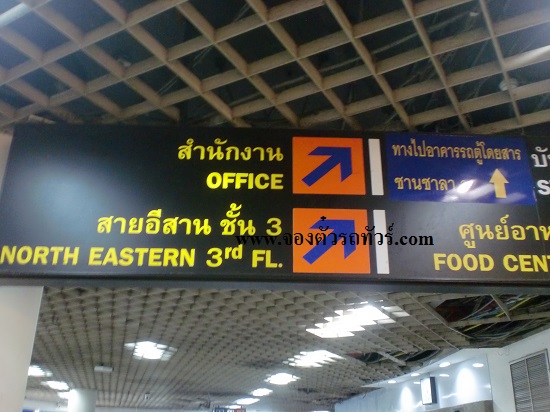 สำนักงาน
OFFICE
ทางไปอาคารรถตู้โดยสาร
ชานชาลา
สายอีสาน ชั้น 3
NORTH EASTERN 3rd FL.
www.จองตั๋วรถทัวร์.com
ศูนย์อาห
FOOD CENT